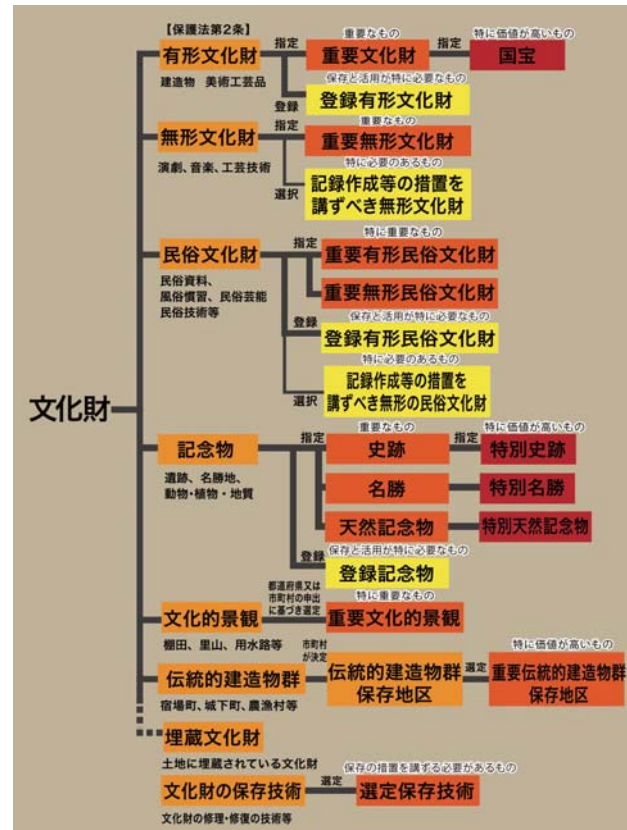 【保護法第2条】
有形文化財
建造物　美術工芸品
指定
重要なもの
重要文化財
指定
特に価値が高いもの
国宝
登録
保存と活用が特に必要なもの
登録有形文化財
無形文化財
演劇、音楽、工芸技術
指定
重要なもの
重要無形文化財
選択
特に必要のあるもの
記録作成等の措置を
講ずべき無形文化財
民俗文化財
民俗資料、
風俗慣習、民俗芸能
民俗技術等
指定
特に重要なもの
重要有形民俗文化財
重要無形民俗文化財
登録
保存と活用が特に必要なもの
登録有形民俗文化財
選択
特に必要のあるもの
記録作成等の措置を
講ずべき無形の民俗文化財
文化財
記念物
遺跡、名勝地、
動物・植物・地質
指定
重要なもの
史跡
指定
特に価値が高いもの
特別史跡
名勝
特別名勝
天然記念物
特別天然記念物
登録
保存と活用が特に必要なもの
登録記念物
文化的景観
棚田、里山、用水路等
都道府県又は
市町村の申出
に基づき選定
特に重要なもの
重要文化的景観
伝統的建造物群
宿場町、城下町、農漁村等
市町村
が決定
伝統的建造物群
保存地区
選定
特に価値が高いもの
重要伝統的建造物群
保存地区
埋蔵文化財
土地に埋蔵されている文化財
文化財の保存技術
文化財の修理・修復の技術等
選定
保存の措置を講ずる必要があるもの
選定保存技術